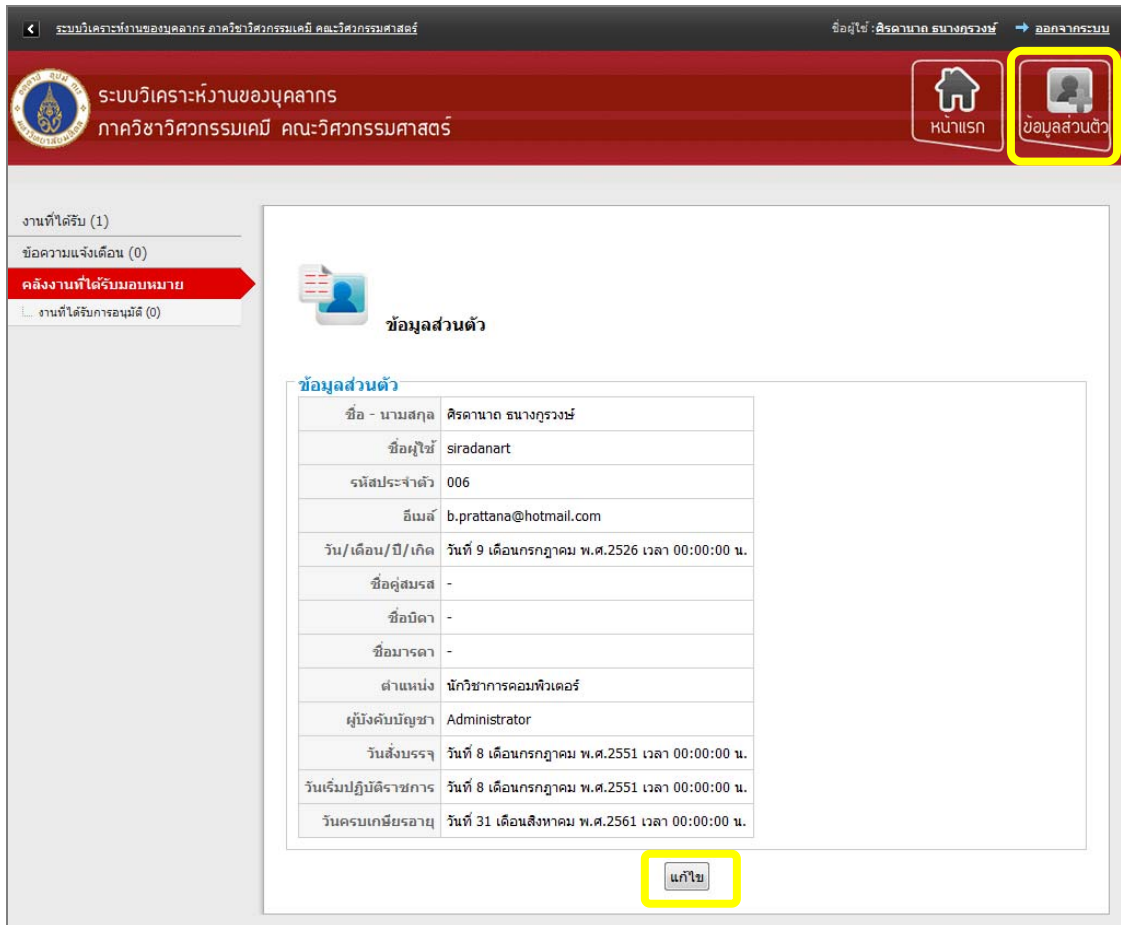 ระบบวิเคราะห์งานของบุคลากร ภาควิชาวิศวกรรมเคมี คณะวิศวกรรมศาสตร์
ชื่อผู้ใช้ :ศิรดานาถ ธนางกูรวงษ์ ออกจากระบบ
ระบบวิเคราะห์งานของบุคลากร
ภาควิชาวิศวกรรมเคมี คณะวิศวกรรมศาสตร์
หน้าแรก
ข้อมูลส่วนตัว
งานที่ได้รับ (1)
ข้อความแจ้งเตือน (0)
คลังงานที่ได้รับมอบหมาย
งานที่ได้รับการอนุมัติ (0)
ข้อมูลส่วนตัว
ข้อมูลส่วนตัว
ชื่อ - นามสกุล ศิรดานาถ ธนางกูรวงษ์
ชื่อผู้ใช้ siradanart
รหัสประจำตัว 006
อีเมล์ b.prattana@hotmail.com
วัน/เดือน/ปี/เกิด วันที่ 9 เดือนกรกฎาคม พ.ศ.2526 เวลา 00:00:00 น.
ชื่อคู่สมรส -
ชื่อบิดา -
ชื่อมารดา -
ตำแหน่ง นักวิชาการคอมพิวเตอร์
ผู้บังคับบัญชา Administrator
วันสั่งบรรจุ วันที่ 8 เดือนกรกฎาคม พ.ศ.2551 เวลา 00:00:00 น.
วันเริ่มปฏิบัติราชการ วันที่ 8 เดือนกรกฎาคม พ.ศ.2551 เวลา 00:00:00 น.
วันครบเกษียรอายุ วันที่ 31 เดือนสิงหาคม พ.ศ.2561 เวลา 00:00:00 น.
แก้ไข